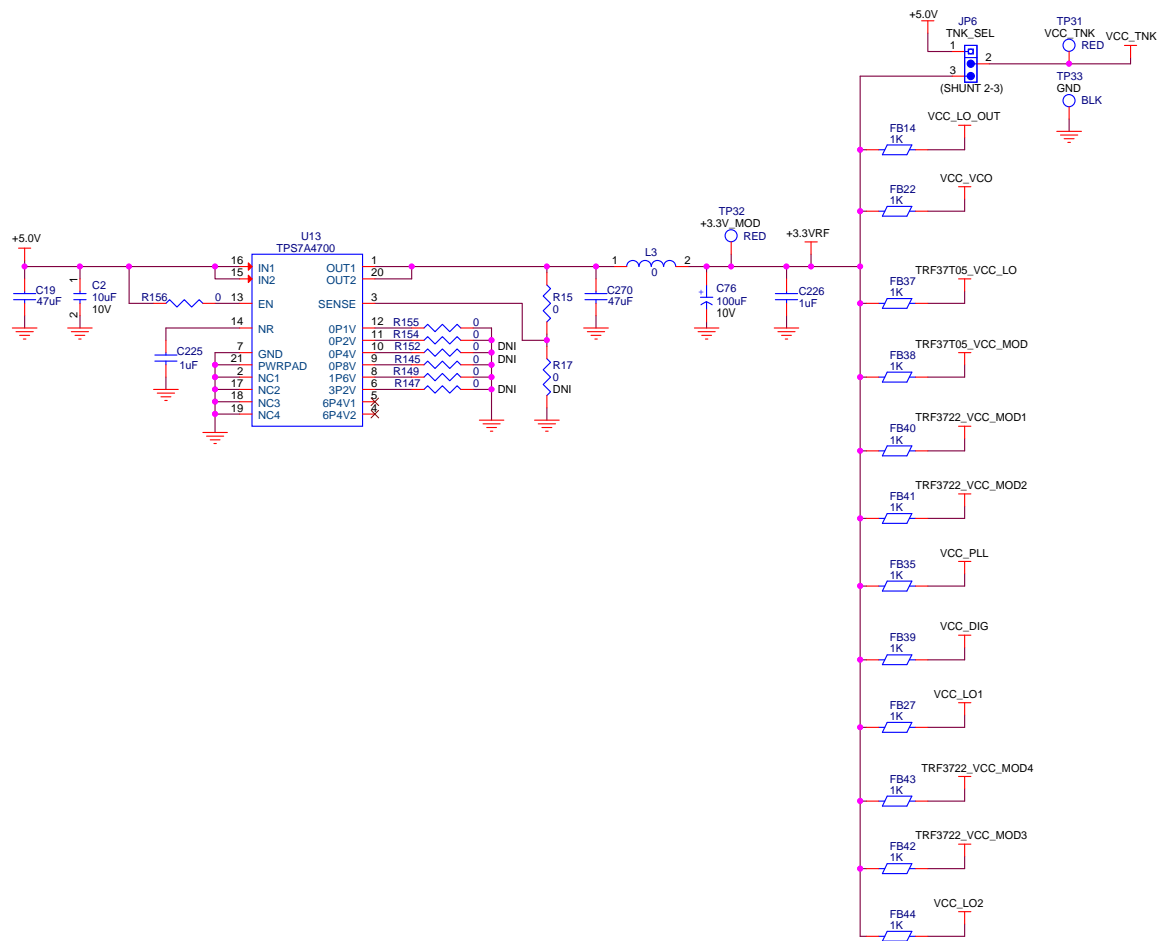 +5.0V
JP6
TNK_SEL
1
2
3
(SHUNT 2-3)
TP31
VCC_TNK
RED
VCC_TNK
TP33
GND
BLK
FB14
1K
VCC_LO_OUT
FB22
1K
VCC_VCO
FB37
1K
TRF37T05_VCC_LO
FB38
1K
TRF37T05_VCC_MOD
FB40
1K
TRF3722_VCC_MOD1
FB41
1K
TRF3722_VCC_MOD2
FB35
1K
VCC_PLL
FB39
1K
VCC_DIG
FB27
1K
VCC_LO1
FB43
1K
TRF3722_VCC_MOD4
FB42
1K
TRF3722_VCC_MOD3
FB44
1K
VCC_LO2
+5.0V
C19
47uF
1
C2
10uF
10V
2
R156 0
C225
1uF
U13
TPS7A4700
16 IN1
15 IN2
13 EN
14 NR
7 GND
21 PWRPAD
2 NC1
17 NC2
18 NC3
19 NC4
OUT1 1
OUT2 20
SENSE 3
0P1V 12 R155 0
0P2V 11 R154 0
0P4V 10 R152 0 DNI
0P8V 9 R145 0 DNI
1P6V 8 R149 0
3P2V 6 R147 0 DNI
6P4V1 5
6P4V2 4
R15
0
R17
0
DNI
C270
47uF
1 L3 2
0
TP32
+3.3V_MOD
RED
+
C76
100uF
10V
+3.3VRF
C226
1uF